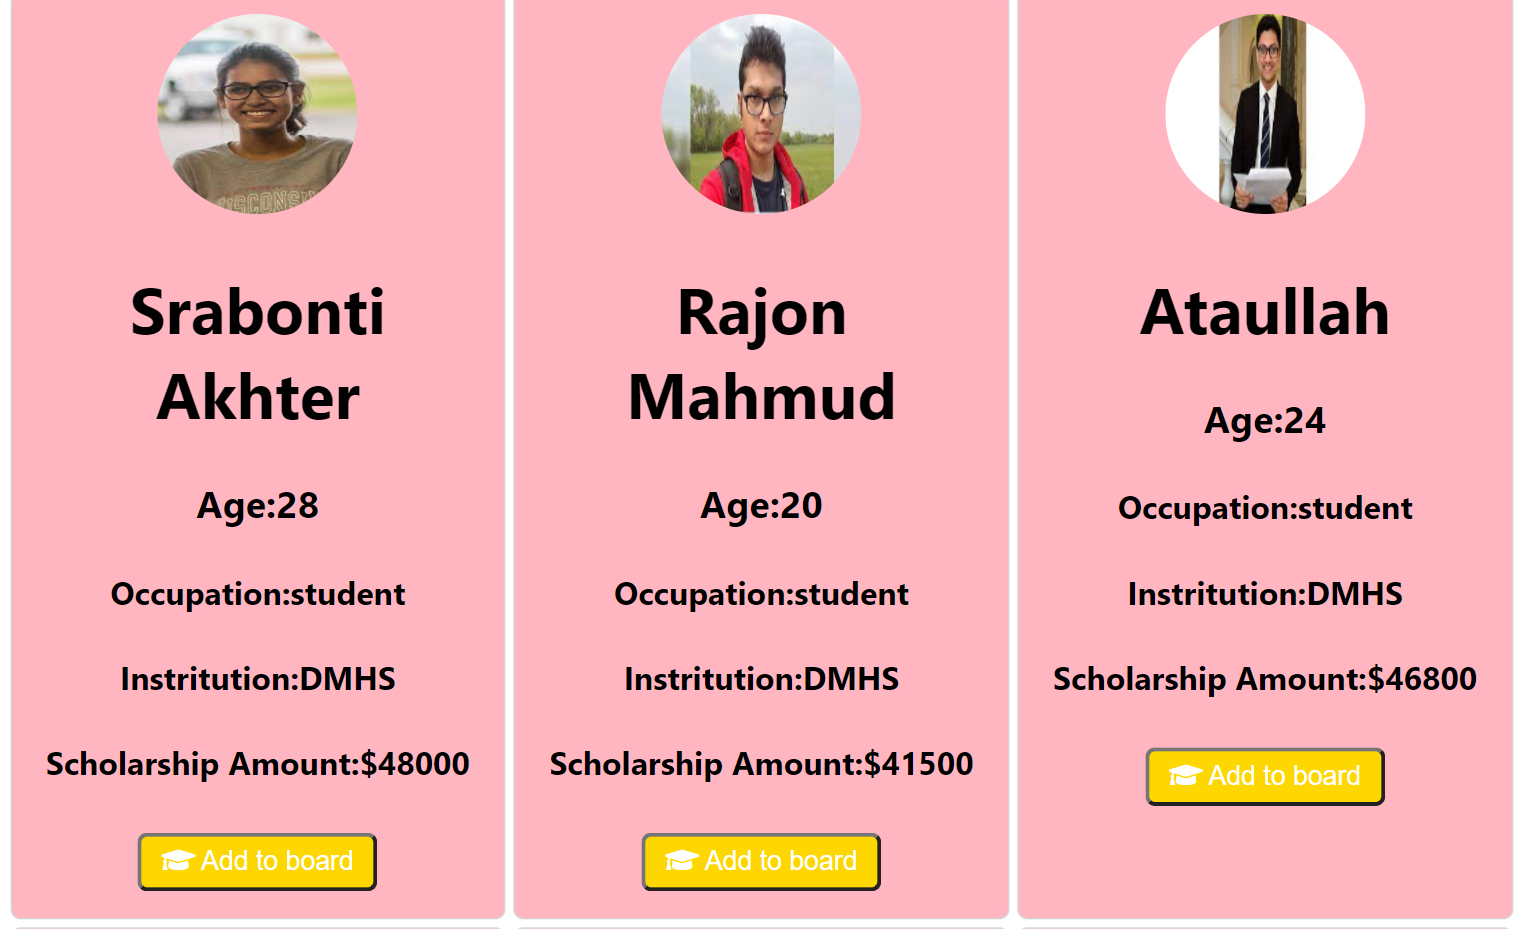 Srabonti
Akhter
Age:28
Occupation:student
Instritution:DMHS
Scholarship Amount:$48000
Add to board
Rajon
Mahmud
Age:20
Occupation:student
Instritution:DMHS
Scholarship Amount:$41500
Add to board
Ataullah
Age:24
Occupation:student
Instritution:DMHS
Scholarship Amount:$46800
Add to board